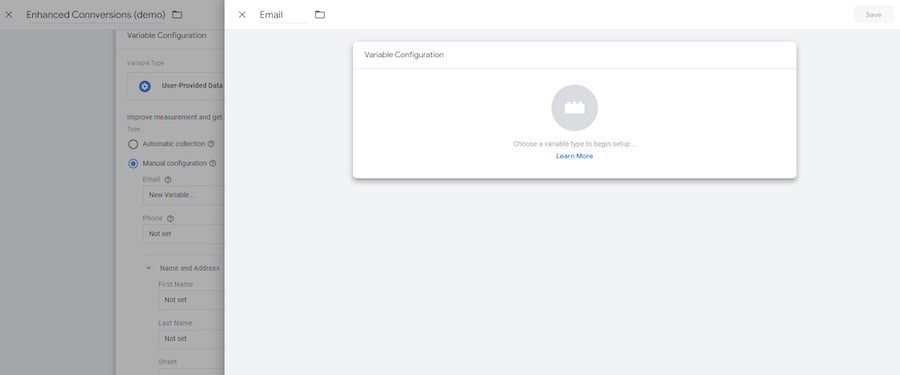 Enhanced Connversions (demo)
Variable Configuration
Variable Type
User-Provided Data
Improve measurement and get
Type
Automatic collection
Manual configuration
Email
New Variable...
Phone
Not set
Name and Address
First Name
Not set
Last Name
Not set
Street
Email
Save
Variable Configuration
Choose a variable type to begin setup...
Learn More